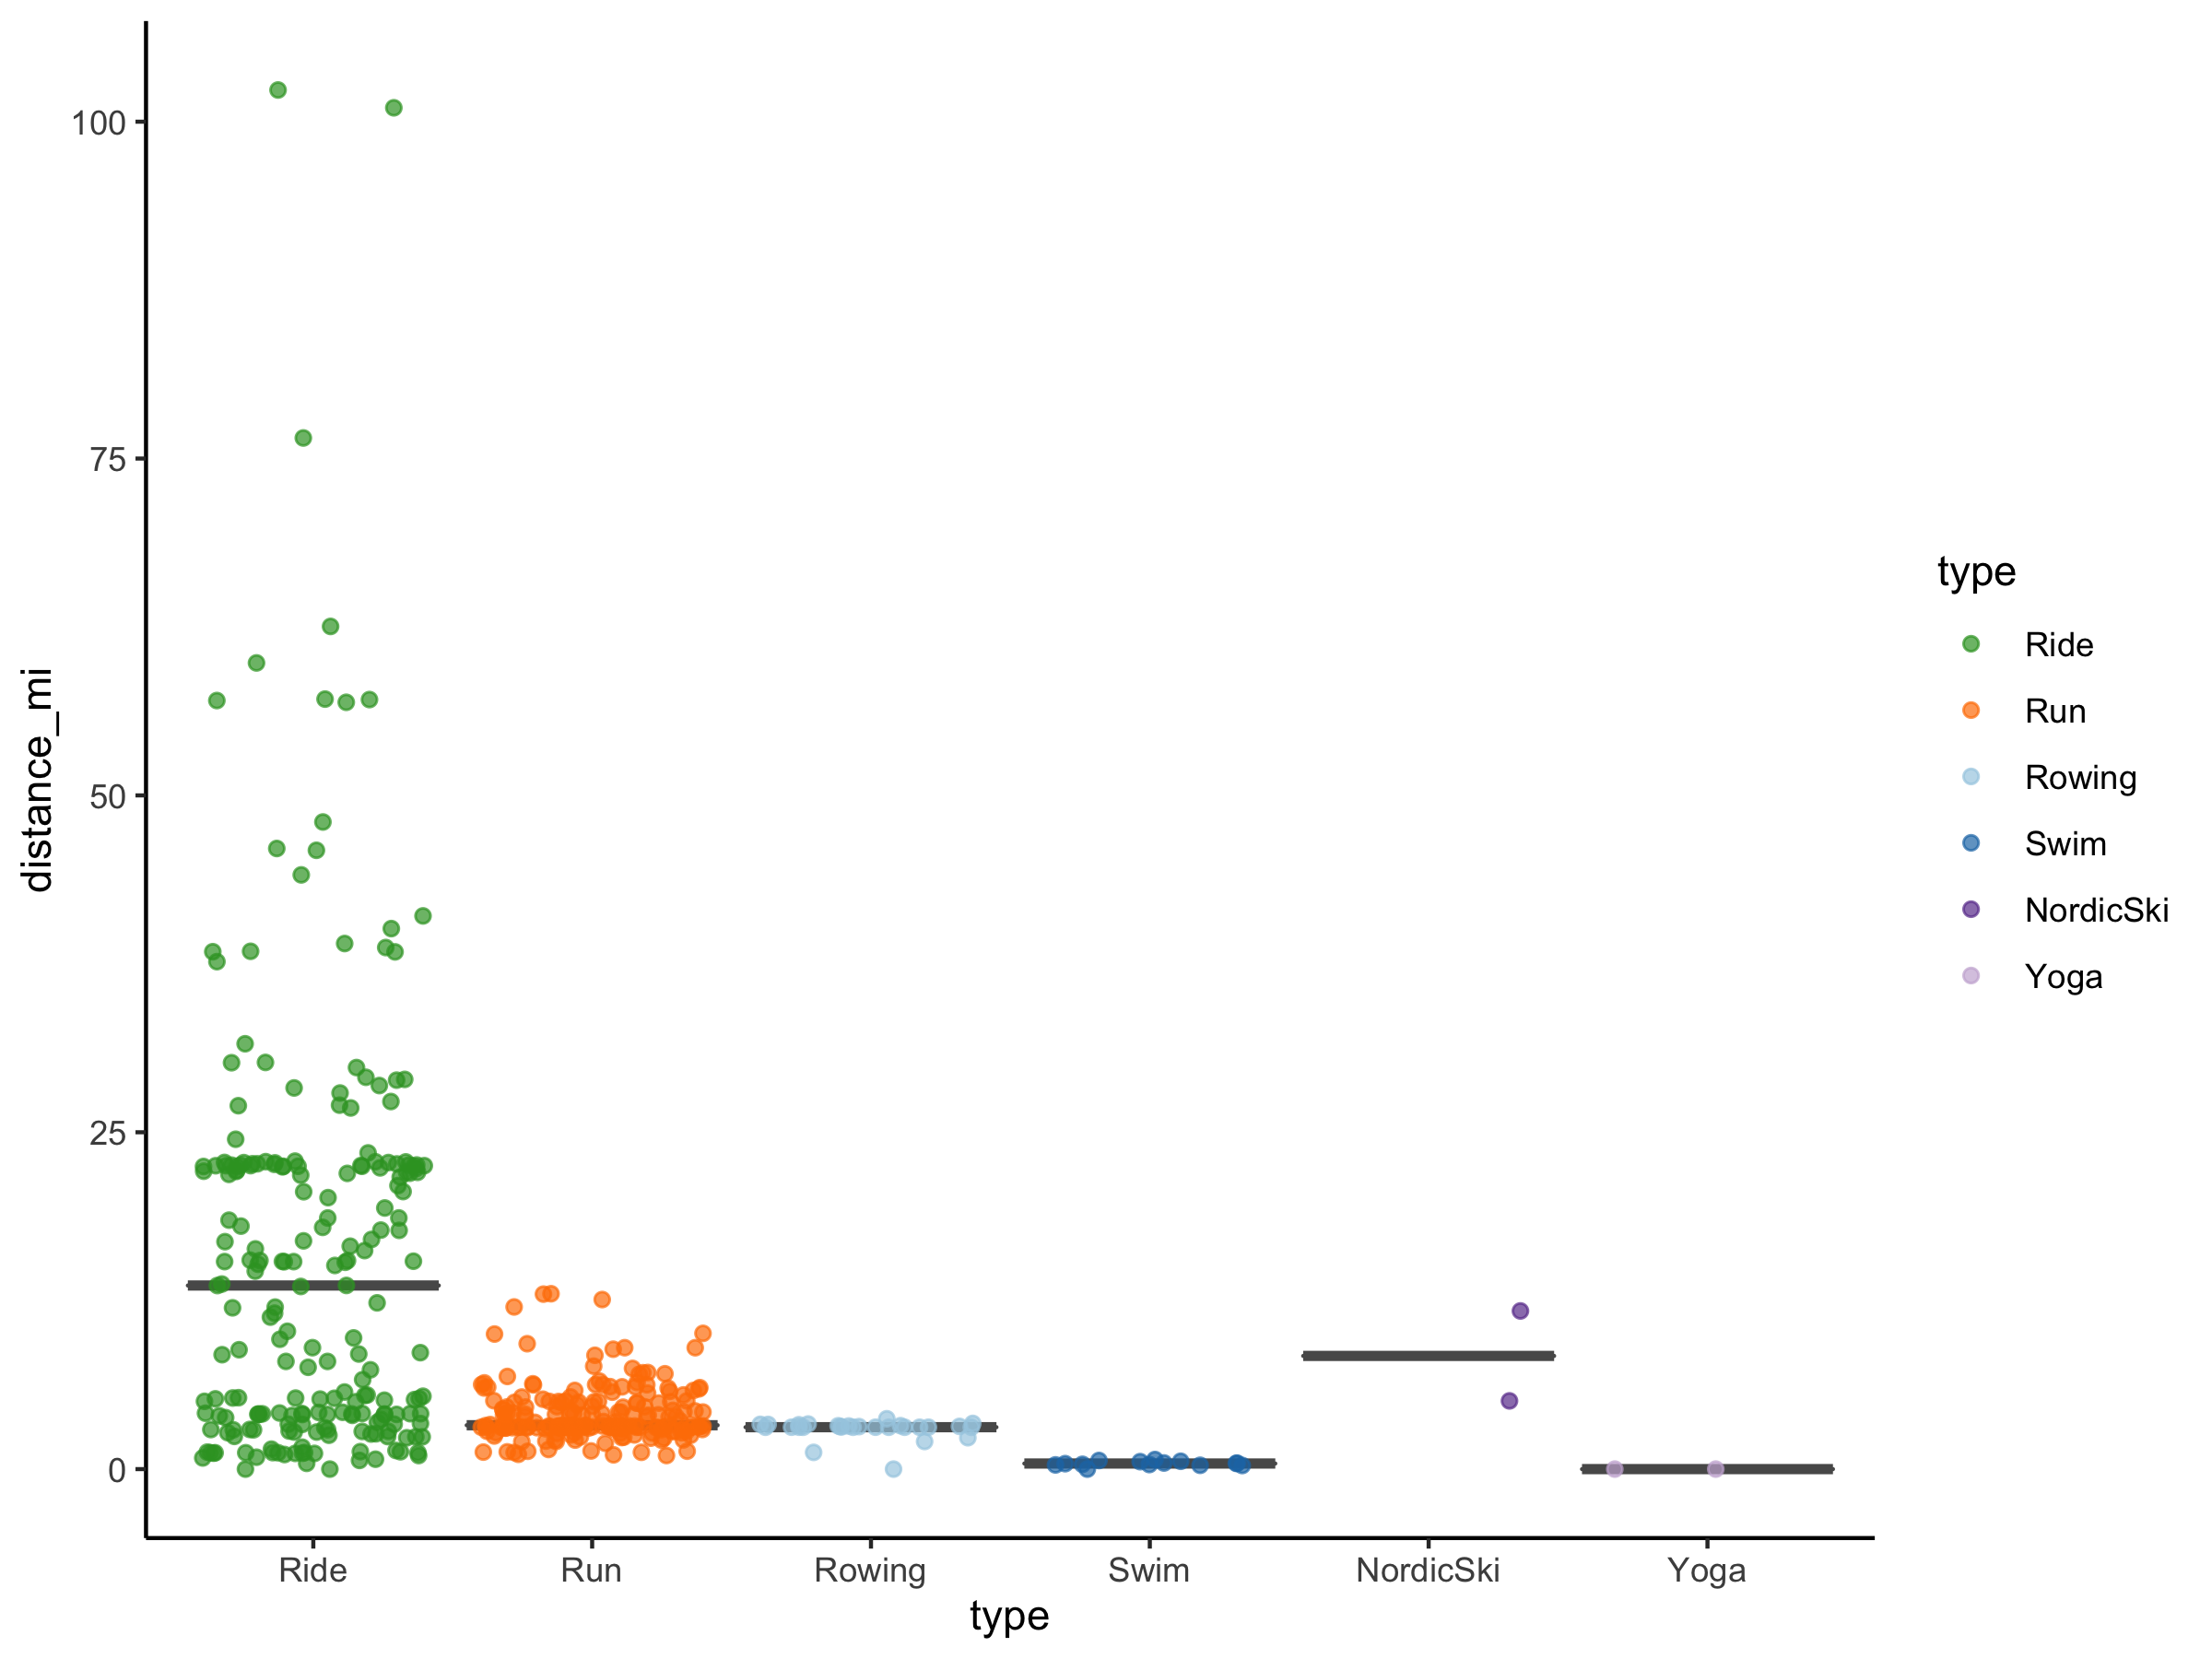 distance_mi
100
75
50
25
0
Ride
Run
Rowing
Swim
NordicSki
Yoga
type
type
Ride
Run
Rowing
Swim
NordicSki
Yoga